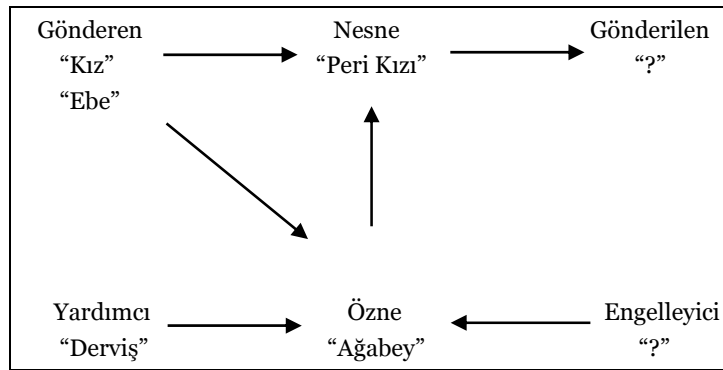 Gönderen Nesne Gönderilen
“Kız” “Peri Kızı” “?”
“Ebe”
Yardımcı Özne Engelleyici
“Derviş” “Ağabey” “?”